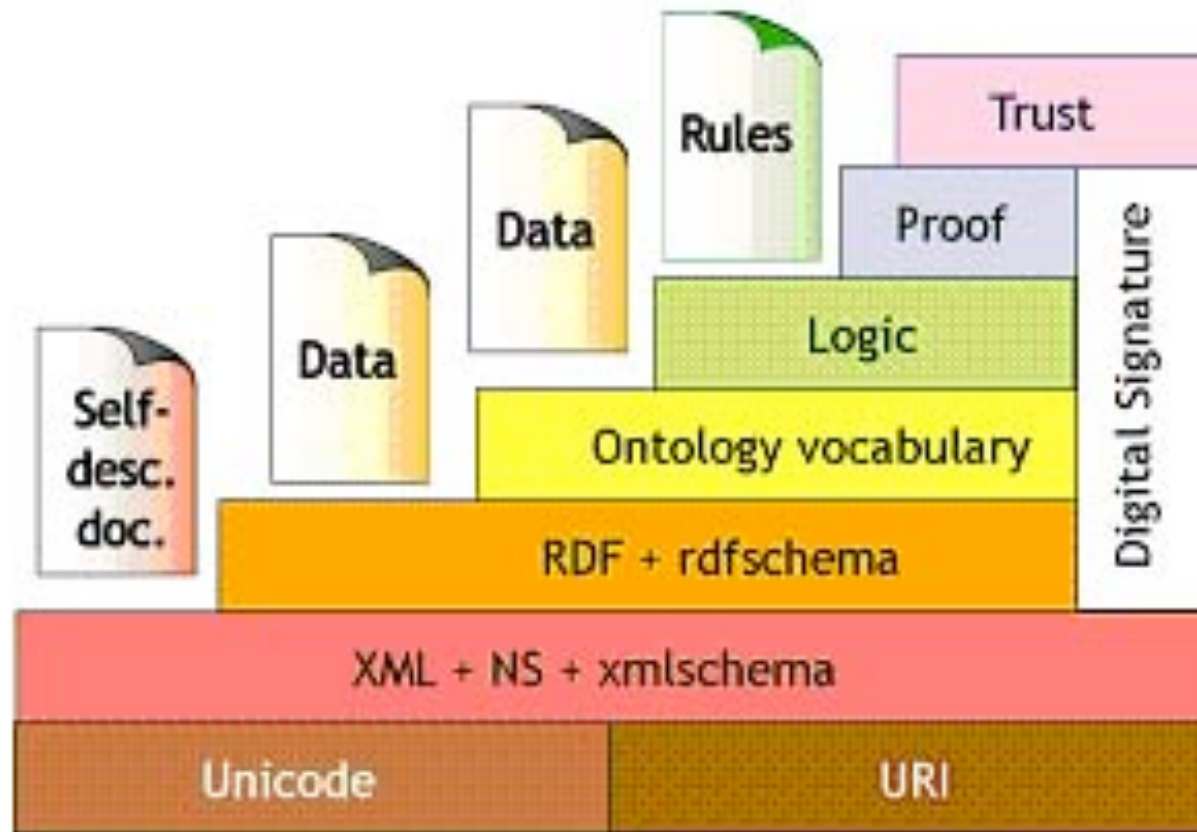 Trust
Rules
Proof
Data
Logic
Data
Digital Signature
Self-
desc.
doc.
Ontology vocabulary
RDF + rdfschema
XML + NS + xmlschema
Unicode
URI